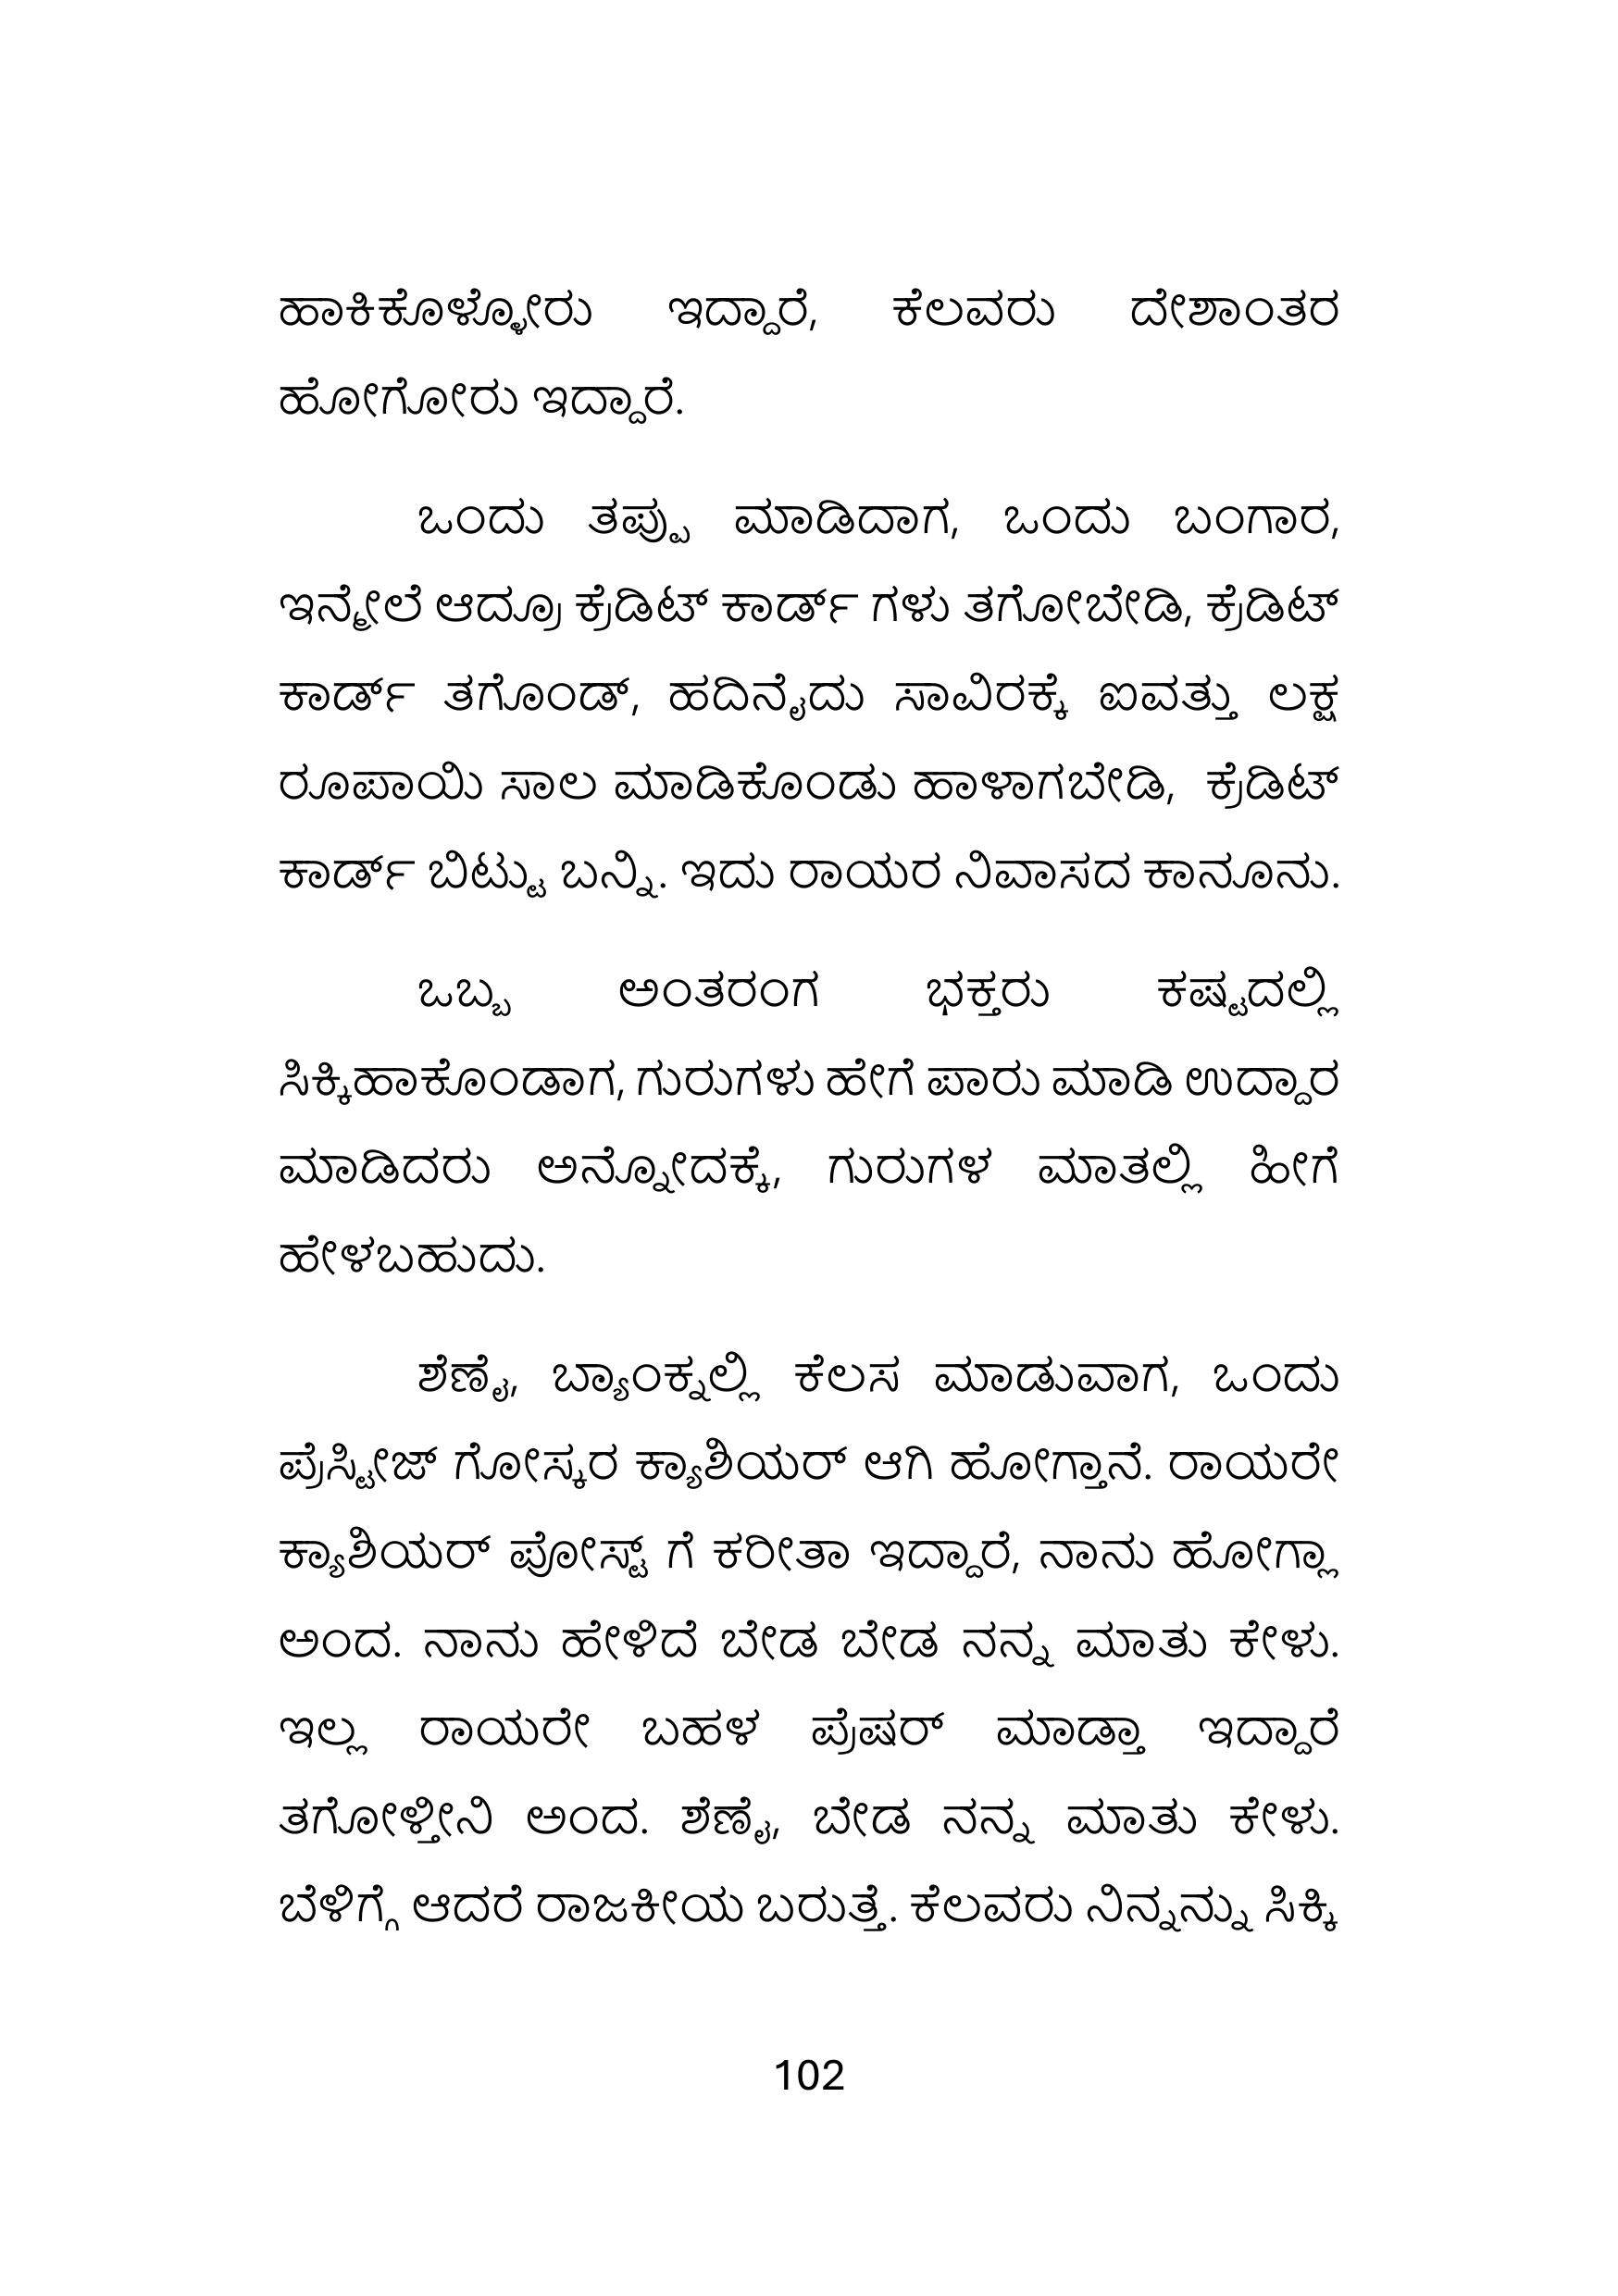 ಹಾಕಿಕೊಳ್ಳೋರು ಇದ್ದಾರೆ, ಕೆಲವರು ದೇಶಾಂತರ
ಹೋಗೋರು ಇದ್ದಾರೆ.
ಒಂದು ತಪ್ಪು ಮಾಡಿದಾಗ, ಒಂದು ಬಂಗಾರ,
ಇನ್ಮೇಲೆ ಆದ್ರೂ ಕ್ರೆಡಿಟ್ ಕಾರ್ಡ್ ಗಳು ತಗೋಬೇಡಿ, ಕ್ರೆಡಿಟ್
ಕಾರ್ಡ್ ತಗೊಂಡ್, ಹದಿನೈದು ಸಾವಿರಕ್ಕೆ ಐವತ್ತು ಲಕ್ಷ
ರೂಪಾಯಿ ಸಾಲ ಮಾಡಿಕೊಂಡು ಹಾಳಾಗಬೇಡಿ, ಕ್ರೆಡಿಟ್
ಕಾರ್ಡ್ ಬಿಟ್ಟು ಬನ್ನಿ. ಇದು ರಾಯರ ನಿವಾಸದ ಕಾನೂನು.
ಒಬ್ಬ ಅಂತರಂಗ ಭಕ್ತರು ಕಷ್ಟದಲ್ಲಿ
ಸಿಕ್ಕಿಹಾಕೊಂಡಾಗ, ಗುರುಗಳು ಹೇಗೆ ಪಾರು ಮಾಡಿ ಉದ್ದಾರ
ಮಾಡಿದರು ಅನ್ನೋದಕ್ಕೆ, ಗುರುಗಳ ಮಾತಲ್ಲಿ ಹೀಗೆ
ಹೇಳಬಹುದು.
ಶೆಣೈ, ಬ್ಯಾಂಕ್ನಲ್ಲಿ ಕೆಲಸ ಮಾಡುವಾಗ, ಒಂದು
ಪ್ರೆಸ್ಟೀಜ್ ಗೋಸ್ಕರ ಕ್ಯಾಶಿಯರ್ ಆಗಿ ಹೋಗ್ತಾನೆ. ರಾಯರೇ
ಕ್ಯಾಶಿಯರ್ ಪೋಸ್ಟ್ ಗೆ ಕರೀತಾ ಇದ್ದಾರೆ, ನಾನು ಹೋಗ್ಲಾ
ಅಂದ. ನಾನು ಹೇಳಿದೆ ಬೇಡ ಬೇಡ ನನ್ನ ಮಾತು ಕೇಳು.
ಇಲ್ಲ ರಾಯರೇ ಬಹಳ ಪ್ರೆಷರ್ ಮಾಡ್ತಾ ಇದ್ದಾರೆ
ತಗೋಳ್ತೀನಿ ಅಂದ. ಶೆಣೈ, ಬೇಡ ನನ್ನ ಮಾತು ಕೇಳು.
ಬೆಳಿಗ್ಗೆ ಆದರೆ ರಾಜಕೀಯ ಬರುತ್ತೆ. ಕೆಲವರು ನಿನ್ನನ್ನು ಸಿಕ್ಕಿ
102